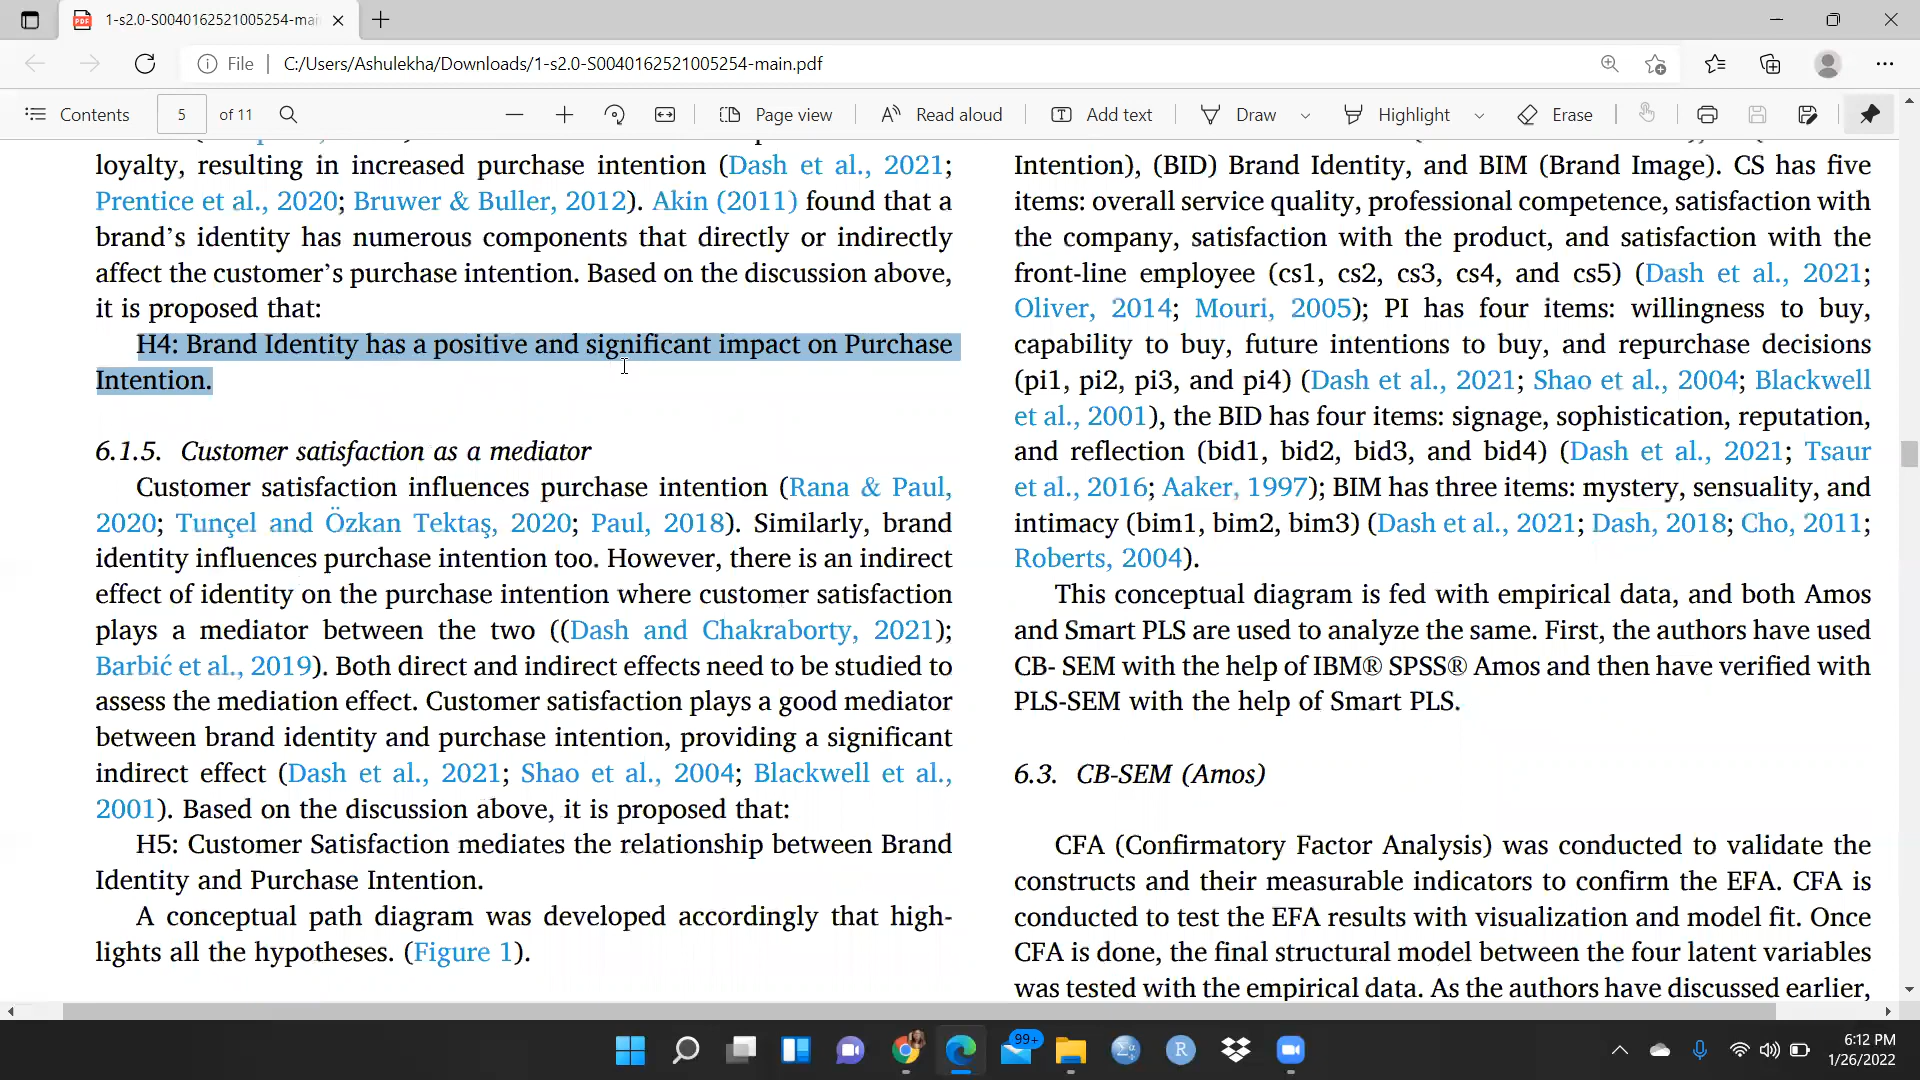 1-s2.0-S0040162521005254-mai
File
C:/Users/Ashulekha/Downloads/1-s2.0-S0040162521005254-main.pdf
Contents
5
of 11
Page view
Read aloud
Add text
Draw
Highlight
Erase
loyalty, resulting in increased purchase intention (Dash et al., 2021;
Prentice et al., 2020; Bruwer & Buller, 2012). Akin (2011) found that a
brand's identity has numerous components that directly or indirectly
affect the customer's purchase intention. Based on the discussion above,
it is proposed that:
H4: Brand Identity has a positive and significant impact on Purchase
Intention.
6.1.5. Customer satisfaction as a mediator
Customer satisfaction influences purchase intention (Rana & Paul,
2020; Tunçel and Özkan Tektaş, 2020; Paul, 2018). Similarly, brand
identity influences purchase intention too. However, there is an indirect
effect of identity on the purchase intention where customer satisfaction
plays a mediator between the two ((Dash and Chakraborty, 2021);
Barbić et al., 2019). Both direct and indirect effects need to be studied to
assess the mediation effect. Customer satisfaction plays a good mediator
between brand identity and purchase intention, providing a significant
indirect effect (Dash et al., 2021; Shao et al., 2004; Blackwell et al.,
2001). Based on the discussion above, it is proposed that:
H5: Customer Satisfaction mediates the relationship between Brand
Identity and Purchase Intention.
A conceptual path diagram was developed accordingly that high-
lights all the hypotheses. (Figure 1).
Intention), (BID) Brand Identity, and BIM (Brand Image). CS has five
items: overall service quality, professional competence, satisfaction with
the company, satisfaction with the product, and satisfaction with the
front-line employee (cs1, cs2, cs3, cs4, and cs5) (Dash et al., 2021;
Oliver, 2014; Mouri, 2005); PI has four items: willingness to buy,
capability to buy, future intentions to buy, and repurchase decisions
(pi1, pi2, pi3, and pi4) (Dash et al., 2021; Shao et al., 2004; Blackwell
et al., 2001), the BID has four items: signage, sophistication, reputation,
and reflection (bid1, bid2, bid3, and bid4) (Dash et al., 2021; Tsaur
et al., 2016; Aaker, 1997); BIM has three items: mystery, sensuality, and
intimacy (bim1, bim2, bim3) (Dash et al., 2021; Dash, 2018; Cho, 2011;
Roberts, 2004).
This conceptual diagram is fed with empirical data, and both Amos
and Smart PLS are used to analyze the same. First, the authors have used
CB- SEM with the help of IBM® SPSS® Amos and then have verified with
PLS-SEM with the help of Smart PLS.
6.3. CB-SEM (Amos)
CFA (Confirmatory Factor Analysis) was conducted to validate the
constructs and their measurable indicators to confirm the EFA. CFA is
conducted to test the EFA results with visualization and model fit. Once
CFA is done, the final structural model between the four latent variables
was tested with the empirical data. As the authors have discussed earlier,
99+
6:12 PM
1/26/2022